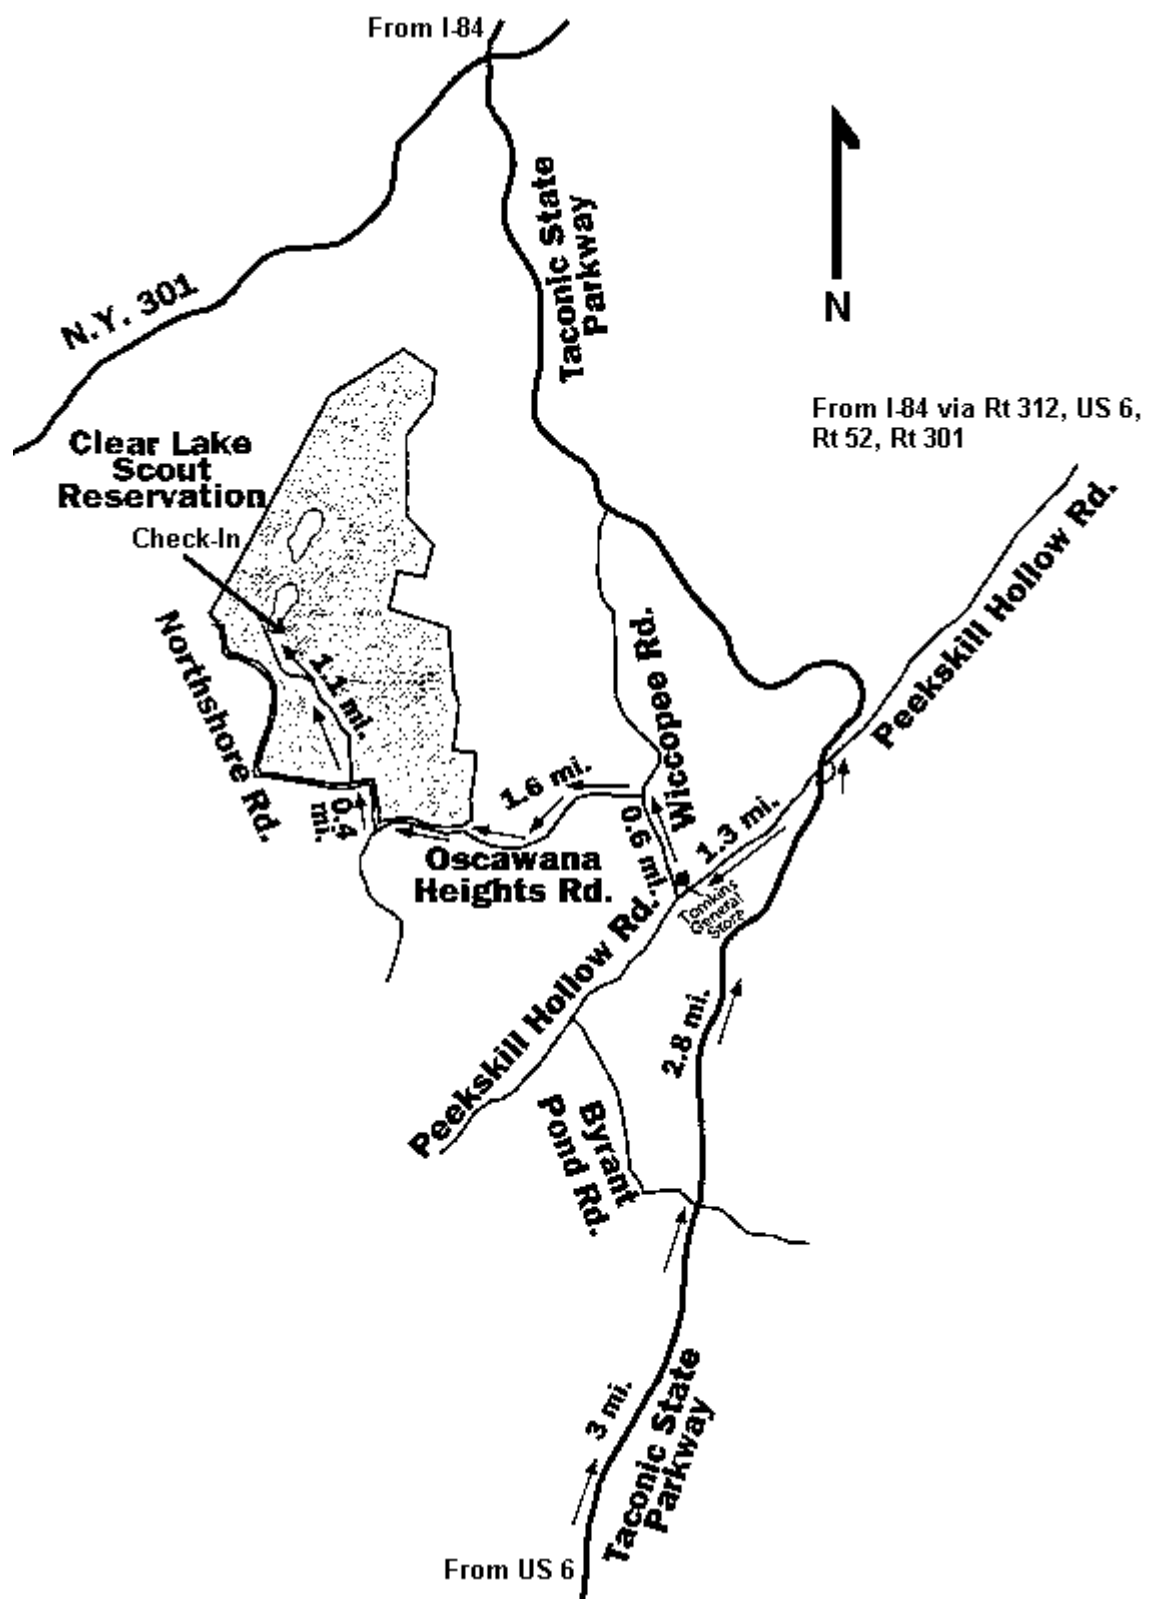 From I-84
Taconic State
Parkway
N.Y. 301
N
From I-84 via Rt 312, US 6,
Rt 52, Rt 301
Clear Lake
Scout
Reservation
Check-In
Peekskill Hollow Rd.
Northshore Rd.
1.1 mi.
Wiccopee Rd.
1.6 mi.
0.4
mi.
0.6 mi.
1.3 mi.
Oscawana
Heights Rd.
Tomkins
General
Store
Peekskill Hollow Rd.
2.8 mi.
Byrant
Pond Rd.
3 mi.
Taconic State
Parkway
From US 6